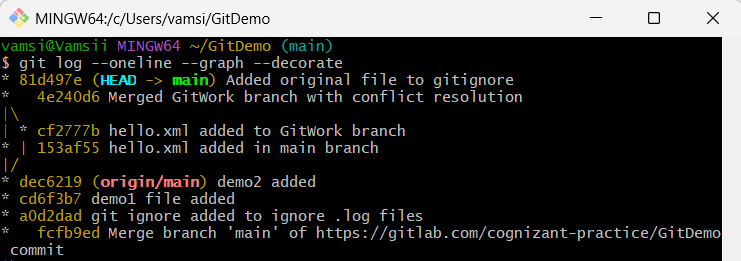 MINGW64:/c/Users/vamsi/GitDemo
vamsi@Vamsii MINGW64 ~/GitDemo (main)
$ git log --oneline --graph --decorate
* 81d497e (HEAD -> main) Added original file to gitignore
*   4e240d6 Merged GitWork branch with conflict resolution
|\
| * cf2777b hello.xml added to GitWork branch
* | 153af55 hello.xml added in main branch
|/
* dec6219 (origin/main) demo2 added
* cd6f3b7 demo1 file added
* a0d2dad git ignore added to ignore .log files
*   fcfb9ed Merge branch 'main' of https://gitlab.com/cognizant-practice/GitDemo
 commit